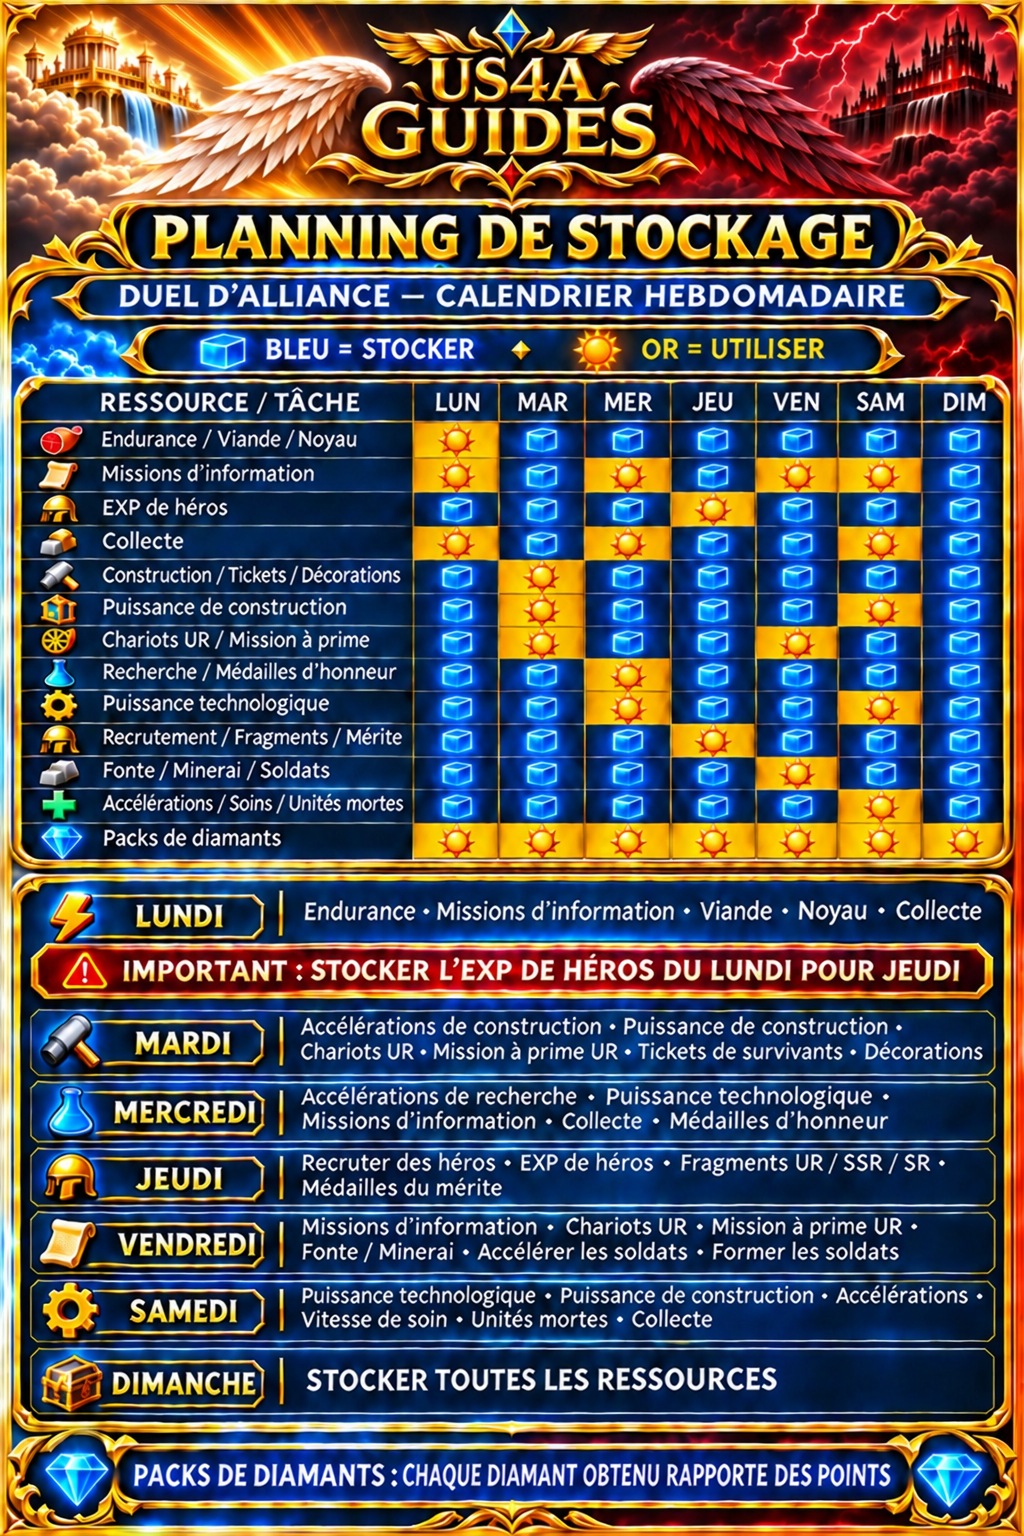 US4A
GUIDES
PLANNING DE STOCKAGE
DUEL D'ALLIANCE — CALENDRIER HEBDOMADAIRE
BLEU = STOCKER
OR = UTILISER
RESSOURCE / TÂCHE LUN MAR MER JEU VEN SAM DIM
Endurance / Viande / Noyau
Missions d'information
EXP de héros
Collecte
Construction / Tickets / Décorations
Puissance de construction
Chariots UR / Mission à prime
Recherche / Médailles d'honneur
Puissance technologique
Recrutement / Fragments / Mérite
Fonte / Minerai / Soldats
Accélérations / Soins / Unités mortes
Packs de diamants
LUNDI
Endurance • Missions d'information • Viande • Noyau • Collecte
IMPORTANT : STOCKER L'EXP DE HÉROS DU LUNDI POUR JEUDI
MARDI
Accélérations de construction • Puissance de construction •
Chariots UR • Mission à prime UR • Tickets de survivants • Décorations
MERCREDI
Accélérations de recherche • Puissance technologique •
Missions d'information • Collecte • Médailles d'honneur
JEUDI
Recruter des héros • EXP de héros • Fragments UR / SSR / SR •
Médailles du mérite
VENDREDI
Missions d'information • Chariots UR • Mission à prime UR •
Fonte / Minerai • Accélérer les soldats • Former les soldats
SAMEDI
Puissance technologique • Puissance de construction • Accélérations •
Vitesse de soin • Unités mortes • Collecte
DIMANCHE
STOCKER TOUTES LES RESSOURCES
PACKS DE DIAMANTS : CHAQUE DIAMANT OBTENU RAPPORTE DES POINTS